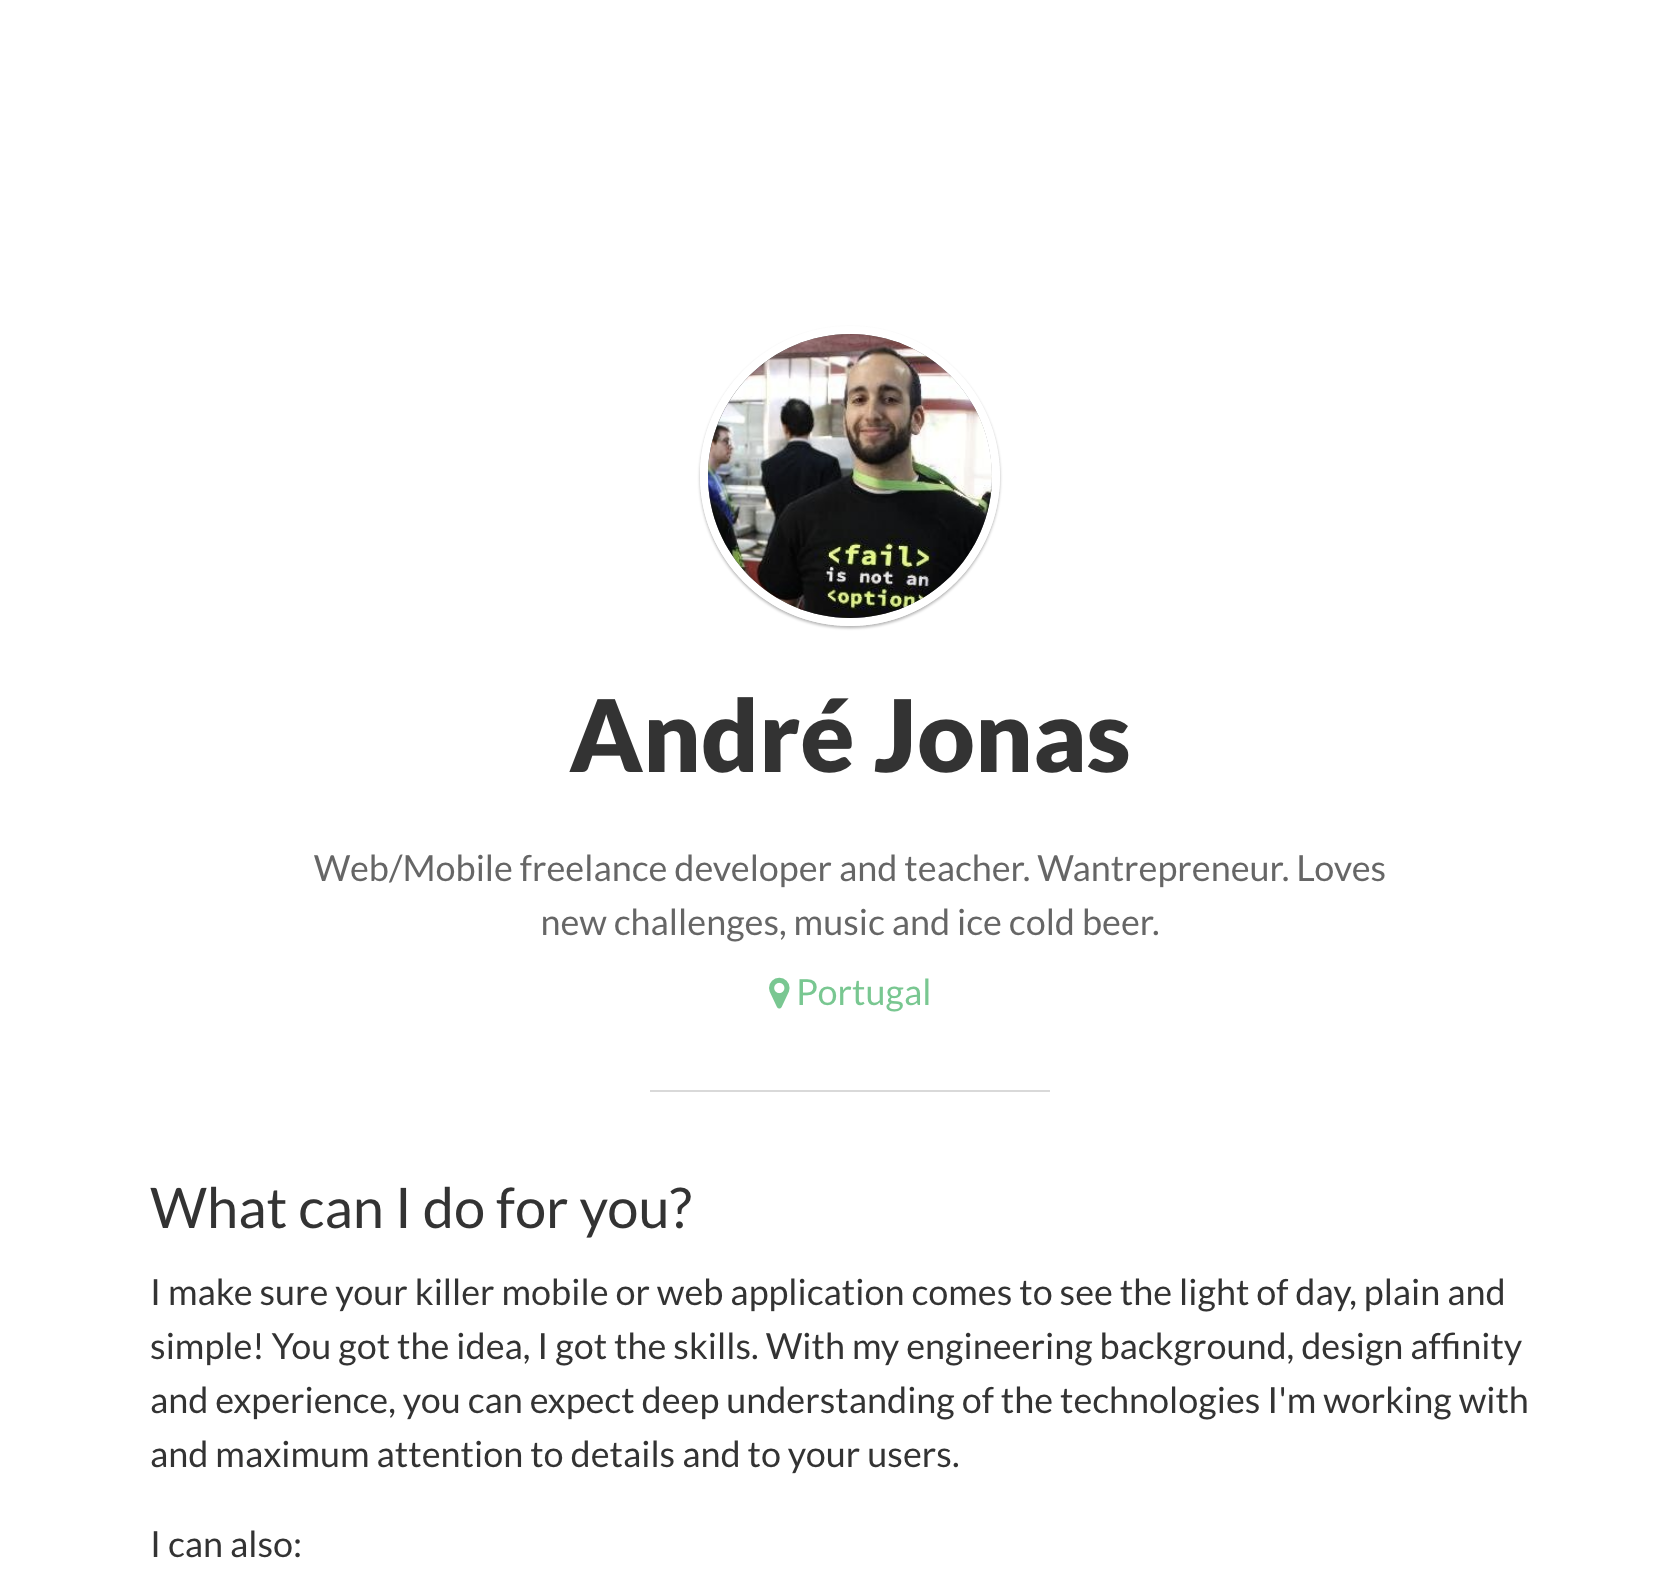 <fail>
is not an
<option>
André Jonas
Web/Mobile freelance developer and teacher. Wantrepreneur. Loves
new challenges, music and ice cold beer.
Portugal
What can I do for you?
I make sure your killer mobile or web application comes to see the light of day, plain and
simple! You got the idea, I got the skills. With my engineering background, design affinity
and experience, you can expect deep understanding of the technologies I'm working with
and maximum attention to details and to your users.
I can also: